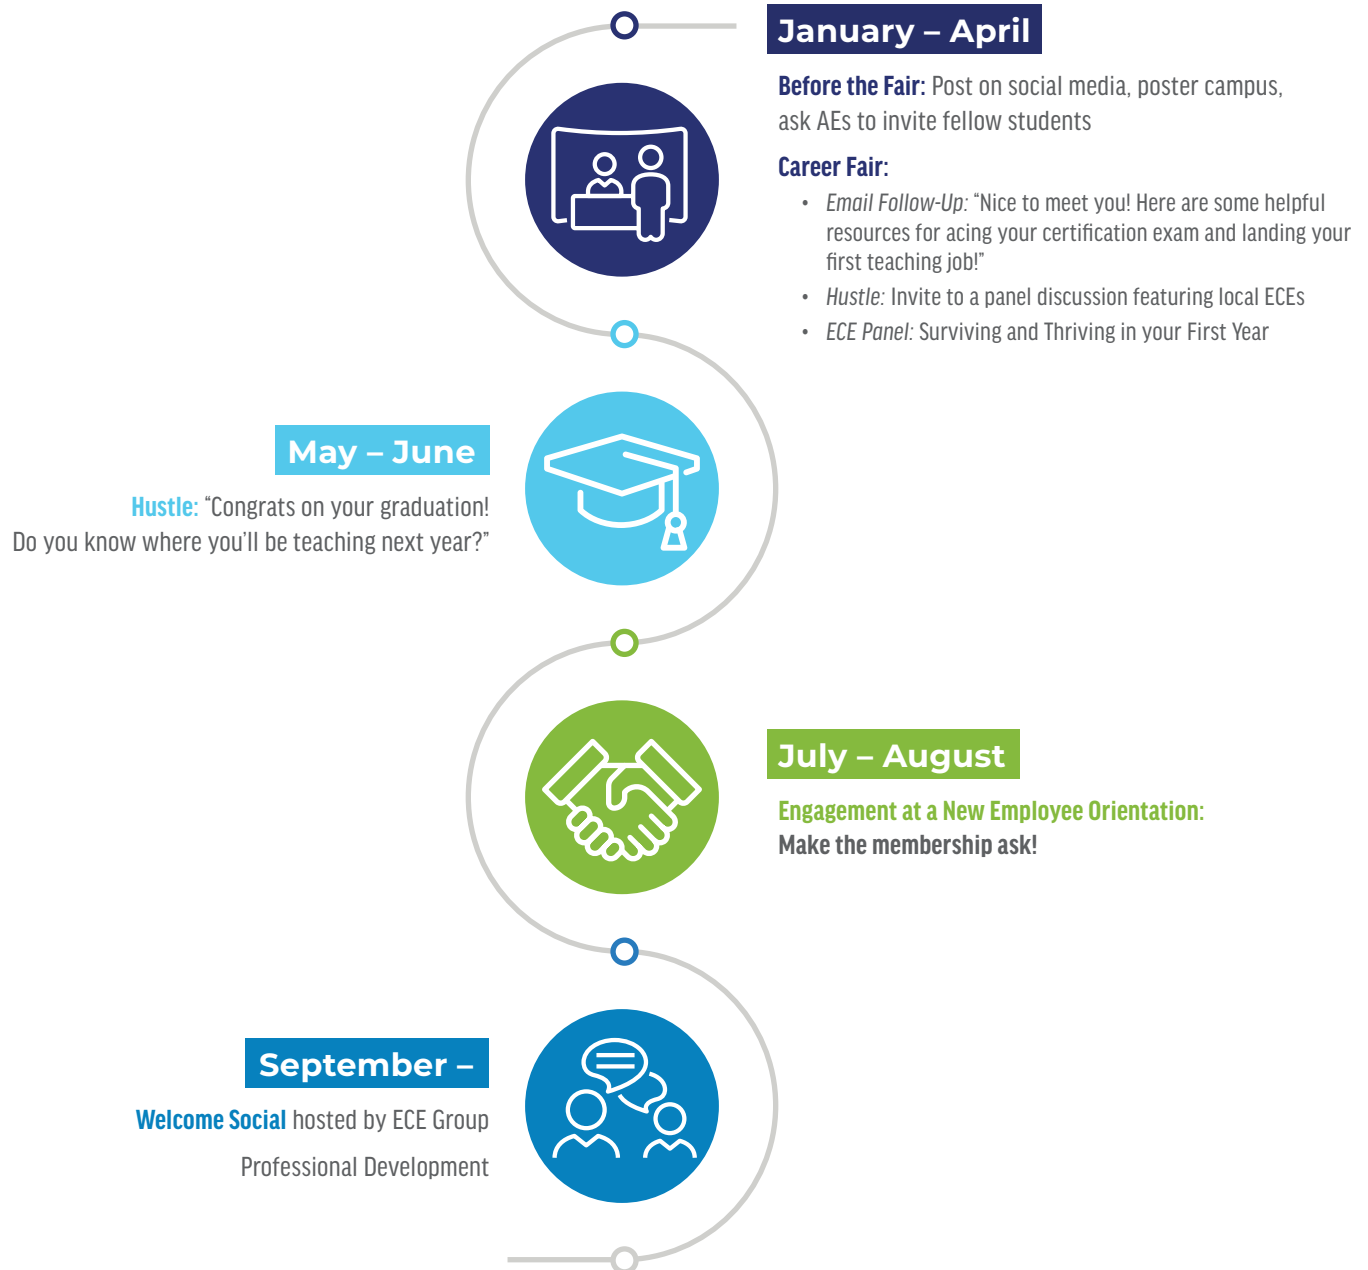 January – April
Before the Fair: Post on social media, poster campus,
ask AEs to invite fellow students
Career Fair:
• Email Follow-Up: “Nice to meet you! Here are some helpful
resources for acing your certification exam and landing your
first teaching job!”
• Hustle: Invite to a panel discussion featuring local ECEs
• ECE Panel: Surviving and Thriving in your First Year
May – June
Hustle: “Congrats on your graduation!
Do you know where you’ll be teaching next year?”
July – August
Engagement at a New Employee Orientation:
Make the membership ask!
September –
Welcome Social hosted by ECE Group
Professional Development